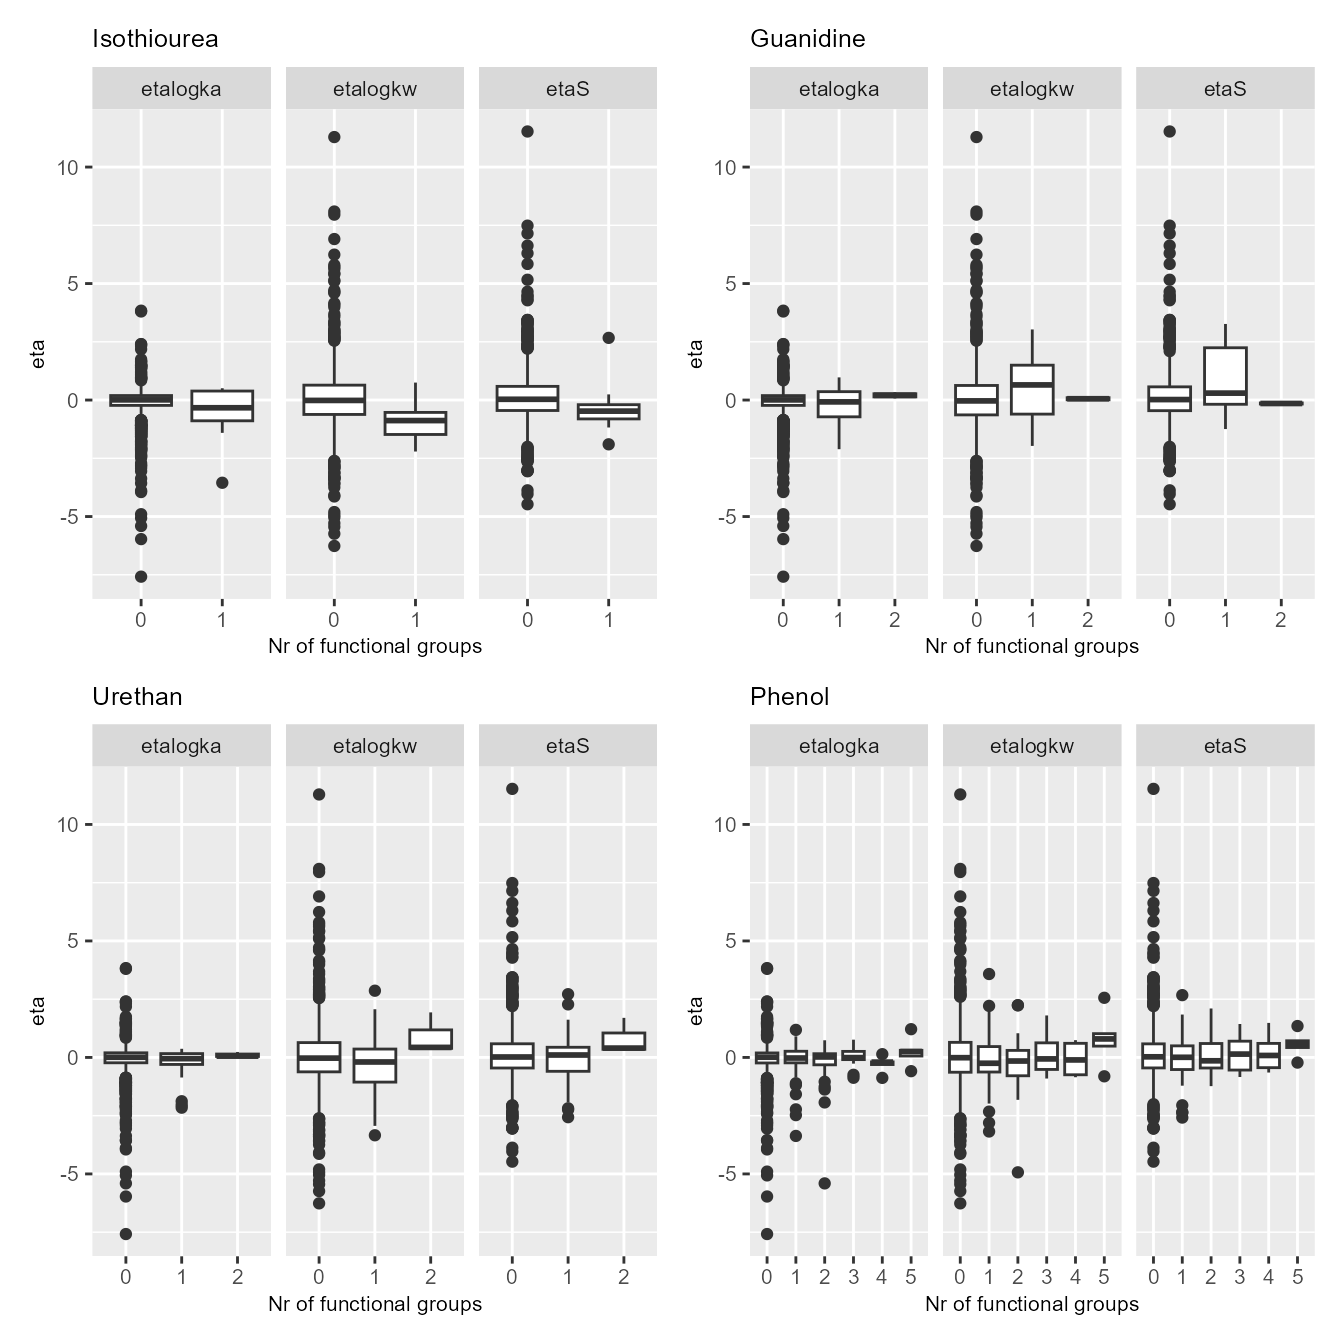 Isothiourea
etalogka etalogkw etaS
10
5
0
-5
eta
0 1 0 1 0 1
Nr of functional groups
Guanidine
etalogka etalogkw etaS
10
5
0
-5
eta
0 1 2 0 1 2 0 1 2
Nr of functional groups
Urethan
etalogka etalogkw etaS
10
5
0
-5
eta
0 1 2 0 1 2 0 1 2
Nr of functional groups
Phenol
etalogka etalogkw etaS
10
5
0
-5
eta
0 1 2 3 4 5 0 1 2 3 4 5 0 1 2 3 4 5
Nr of functional groups